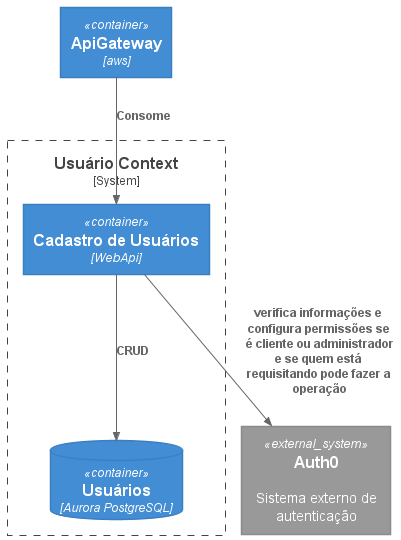 «container»
ApiGateway
[aws]
Consome
Usuário Context
[System]
«container»
Cadastro de Usuários
[WebApi]
verifica informações e
configura permissões se
é cliente ou administrador
e se quem está
requisitando pode fazer a
operação
CRUD
«container»
Usuários
[Aurora PostgreSQL]
«external_system»
Auth0
Sistema externo de
autenticação